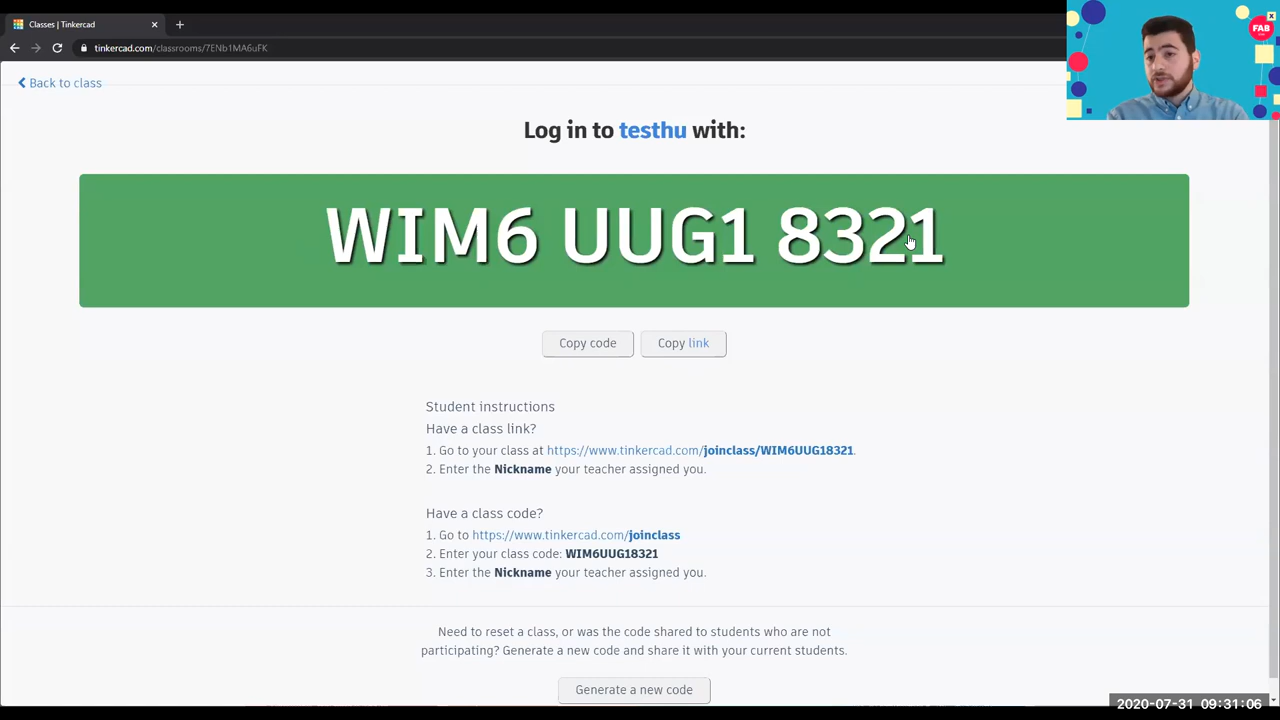 Classes | Tinkercad
tinkercad.com/classrooms/7ENb1MA6uFK
FAB
Back to class
Log in to testhu with:
WIM6 UUG1 8321
Copy code
Copy link
Student instructions
Have a class link?
1. Go to your class at https://www.tinkercad.com/joinclass/WIM6UUG18321.
2. Enter the Nickname your teacher assigned you.
Have a class code?
1. Go to https://www.tinkercad.com/joinclass
2. Enter your class code: WIM6UUG18321
3. Enter the Nickname your teacher assigned you.
Need to reset a class, or was the code shared to students who are not
participating? Generate a new code and share it with your current students.
Generate a new code
2020-07-31 09:31:06